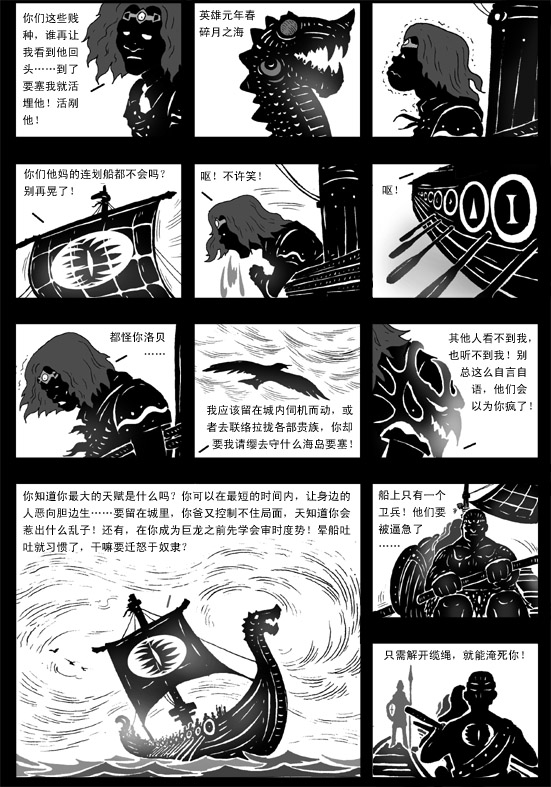 你们这些贱
种，谁再让
我看到他回
头……到了
要塞我就活
埋他！活剐
他！
英雄元年春
碎月之海
你们他妈的连划船都不会吗？
别再晃了！
呕！不许笑！
呕！
都怪你洛贝
……
我应该留在城内伺机而动，或
者去联络拉拢各部贵族，你却
要我请缨去守什么海岛要塞！
其他人看不到我，
也听不到我！别
总这么自言自
语，他们会
以为你疯了！
你知道你最大的天赋是什么吗？你可以在最短的时间内，让身边的
人恶向胆边生……要留在城里，你爸又控制不住局面，天知道你会
惹出什么乱子！还有，在你成为巨龙之前先学会审时度势！晕船吐
吐就习惯了，干嘛要迁怒于奴隶？
船上只有一个
卫兵！他们要
被逼急了
……
只需解开缆绳，就能淹死你！